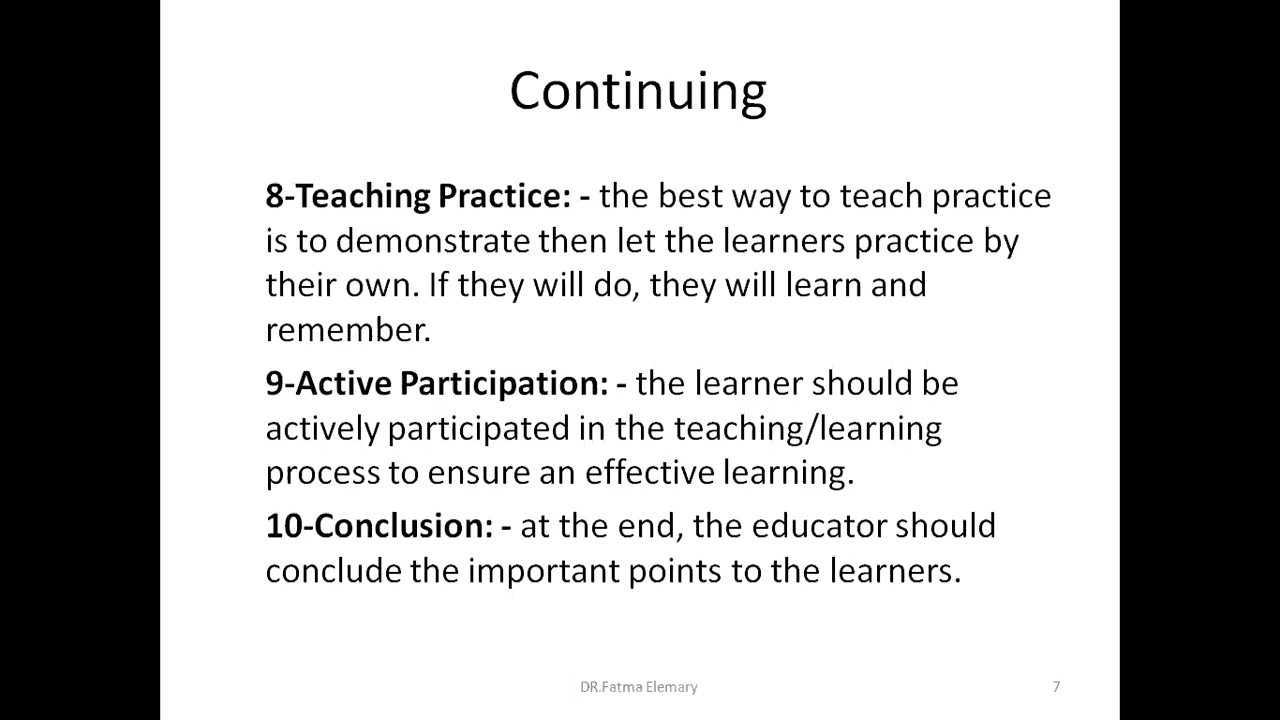 Continuing
8-Teaching Practice: - the best way to teach practice
is to demonstrate then let the learners practice by
their own. If they will do, they will learn and
remember.
9-Active Participation: - the learner should be
actively participated in the teaching/learning
process to ensure an effective learning.
10-Conclusion: - at the end, the educator should
conclude the important points to the learners.
DR.Fatma Elemary
7